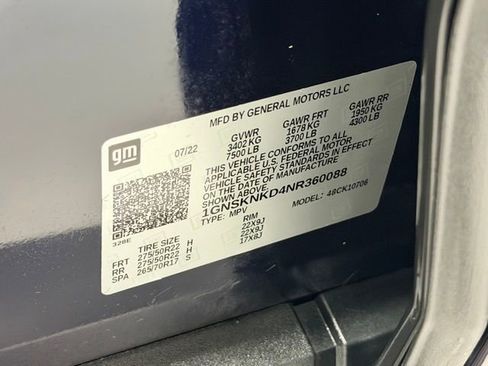 gm
07/22
MFD BY GENERAL MOTORS LLC
GVWR GAWR FRT GAWR RR
3402 KG 1678 KG 1950 KG
7500 LB 3700 LB 4300 LB
THIS VEHICLE CONFORMS TO ALL
APPLICABLE U.S. FEDERAL MOTOR
VEHICLE SAFETY STANDARDS IN EFFECT
ON THE DATE OF MANUFACTURE
SHOWN ABOVE.
1GNSKNKD4NR360088
TYPE: MPV MODEL: 48CK10706
328E
TIRE SIZE RIM
FRT 275/50R22 H 22X9J
RR 275/50R22 H 22X9J
SPA 265/70R17 S 17X8J